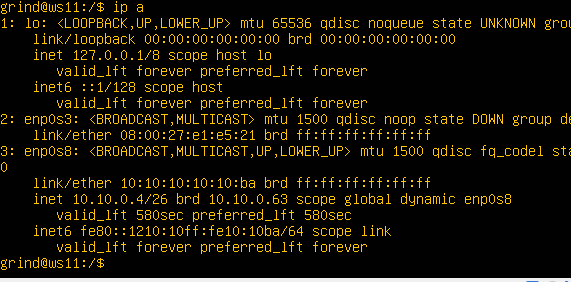 grind@ws11:/$ ip a
1: lo: <LOOPBACK,UP,LOWER_UP> mtu 65536 qdisc noqueue state UNKNOWN grou
link/loopback 00:00:00:00:00:00 brd 00:00:00:00:00:00
inet 127.0.0.1/8 scope host lo
valid_lft forever preferred_lft forever
inet6 ::1/128 scope host
valid_lft forever preferred_lft forever
2: enp0s3: <BROADCAST,MULTICAST> mtu 1500 qdisc noop state DOWN group de
link/ether 08:00:27:e1:e5:21 brd ff:ff:ff:ff:ff:ff
3: enp0s8: <BROADCAST,MULTICAST,UP,LOWER_UP> mtu 1500 qdisc fq_codel sta
0
link/ether 10:10:10:10:10:ba brd ff:ff:ff:ff:ff:ff
inet 10.10.0.4/26 brd 10.10.0.63 scope global dynamic enp0s8
valid_lft 580sec preferred_lft 580sec
inet6 fe80::1210:10ff:fe10:10ba/64 scope link
valid_lft forever preferred_lft forever
grind@ws11:/$